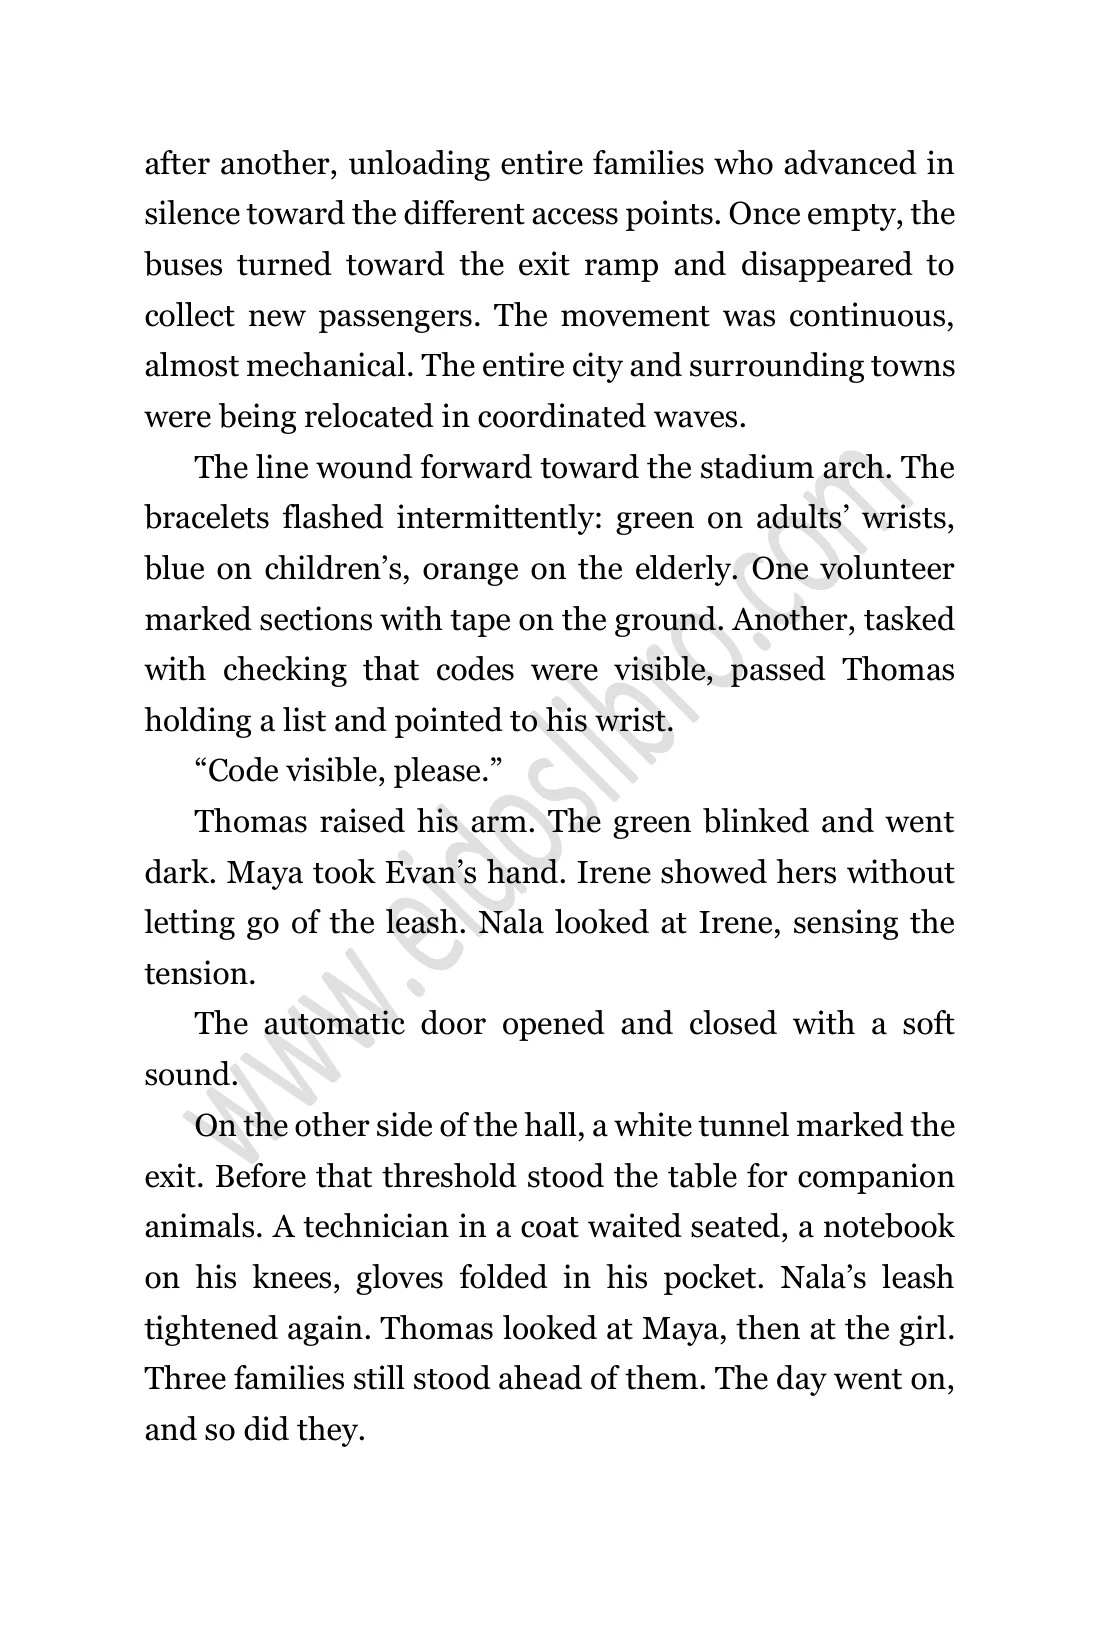 after another, unloading entire families who advanced in
silence toward the different access points. Once empty, the
buses turned toward the exit ramp and disappeared to
collect new passengers. The movement was continuous,
almost mechanical. The entire city and surrounding towns
were being relocated in coordinated waves.
The line wound forward toward the stadium arch. The
bracelets flashed intermittently: green on adults’ wrists,
blue on children’s, orange on the elderly. One volunteer
marked sections with tape on the ground. Another, tasked
with checking that codes were visible, passed Thomas
holding a list and pointed to his wrist.
“Code visible, please.”
Thomas raised his arm. The green blinked and went
dark. Maya took Evan’s hand. Irene showed hers without
letting go of the leash. Nala looked at Irene, sensing the
tension.
The automatic door opened and closed with a soft
sound.
On the other side of the hall, a white tunnel marked the
exit. Before that threshold stood the table for companion
animals. A technician in a coat waited seated, a notebook
on his knees, gloves folded in his pocket. Nala’s leash
tightened again. Thomas looked at Maya, then at the girl.
Three families still stood ahead of them. The day went on,
and so did they.
www.eidoslibro.com